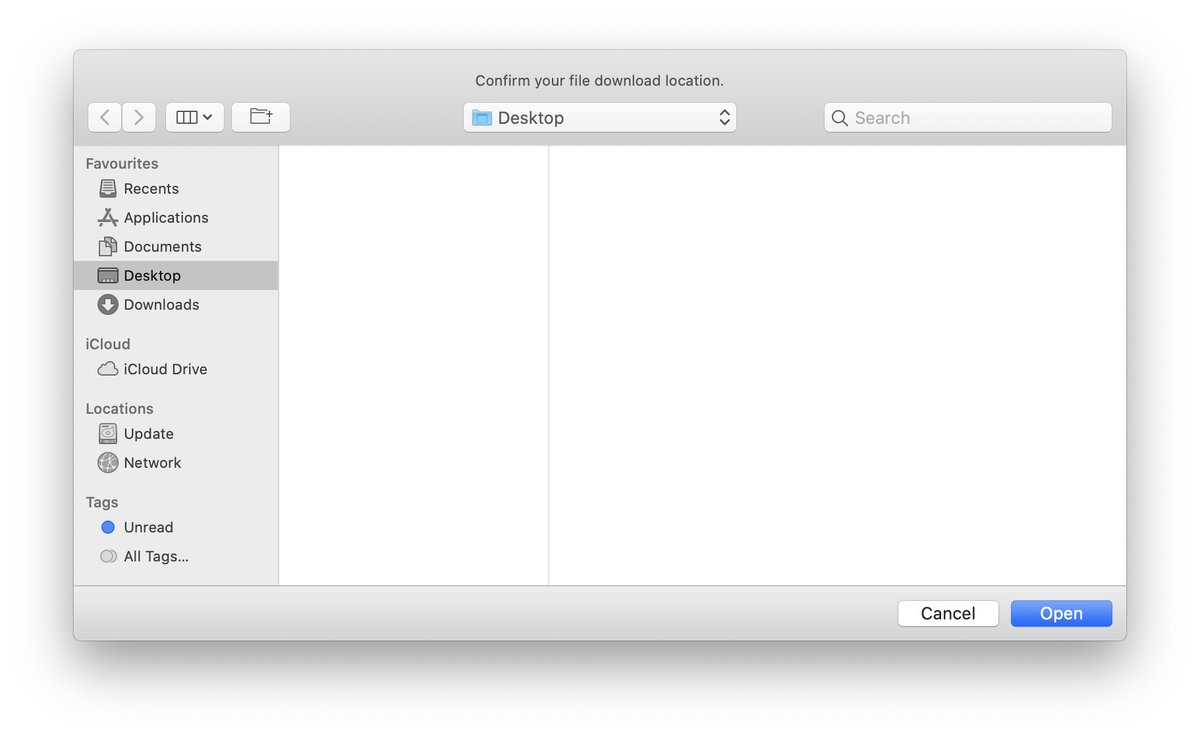 Confirm your file download location.
Desktop
Search
Favourites
Recents
Applications
Documents
Desktop
Downloads
iCloud
iCloud Drive
Locations
Update
Network
Tags
Unread
All Tags...
Cancel
Open